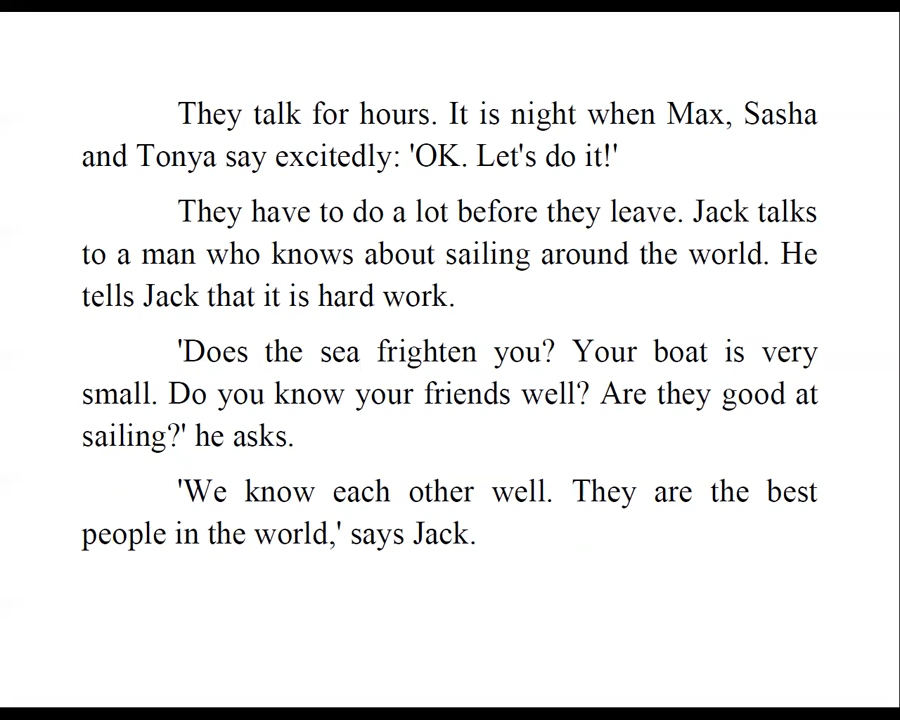 They talk for hours. It is night when Max, Sasha
and Tonya say excitedly: 'OK. Let's do it!'
They have to do a lot before they leave. Jack talks
to a man who knows about sailing around the world. He
tells Jack that it is hard work.
'Does the sea frighten you? Your boat is very
small. Do you know your friends well? Are they good at
sailing?' he asks.
'We know each other well. They are the best
people in the world,' says Jack.